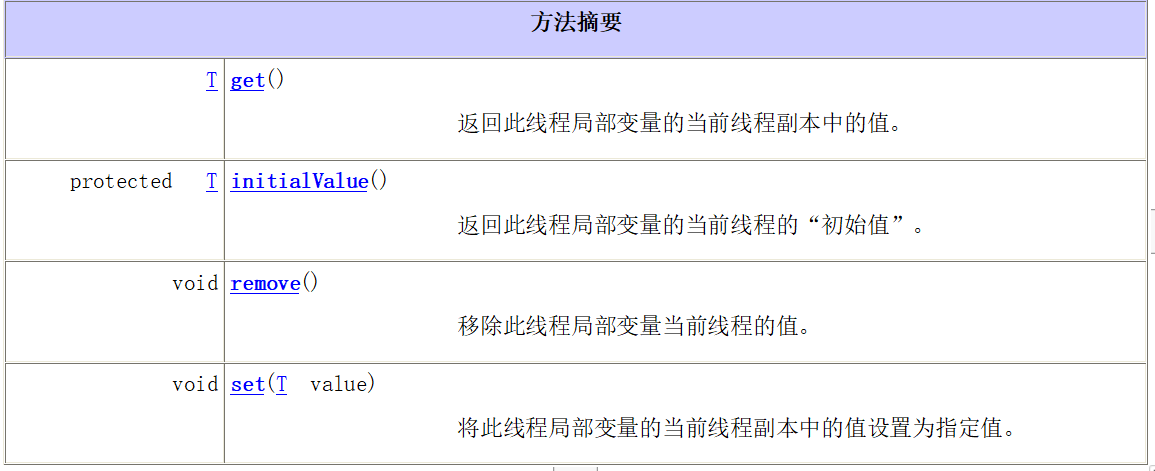 方法摘要
T get()
返回此线程局部变量的当前线程副本中的值。
protected T initialValue()
返回此线程局部变量的当前线程的“初始值”。
void remove()
移除此线程局部变量当前线程的值。
void set(T value)
将此线程局部变量的当前线程副本中的值设置为指定值。